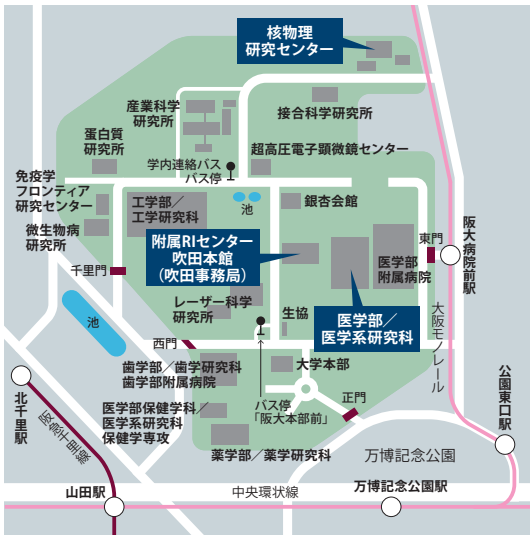 核物理
研究センター
産業科学
研究所
接合科学研究所
蛋白質
研究所
学内連絡バス
バス停
超高圧電子顕微鏡センター
免疫学
フロンティア
研究センター
工学部／
工学研究科
池
銀杏会館
微生物病
研究所
附属RIセンター
吹田本館
（吹田事務局）
東門
阪大病院前駅
医学部
附属病院
千里門
レーザー科学
研究所
生協
医学部／
医学系研究科
大阪モノレール
池
西門
歯学部／歯学研究科
歯学部附属病院
大学本部
北千里駅
阪急千里線
医学部保健学科／
医学系研究科
保健学専攻
バス停
「阪大本部前」
正門
公園東口駅
薬学部／薬学研究科
万博記念公園
山田駅
中央環状線
万博記念公園駅